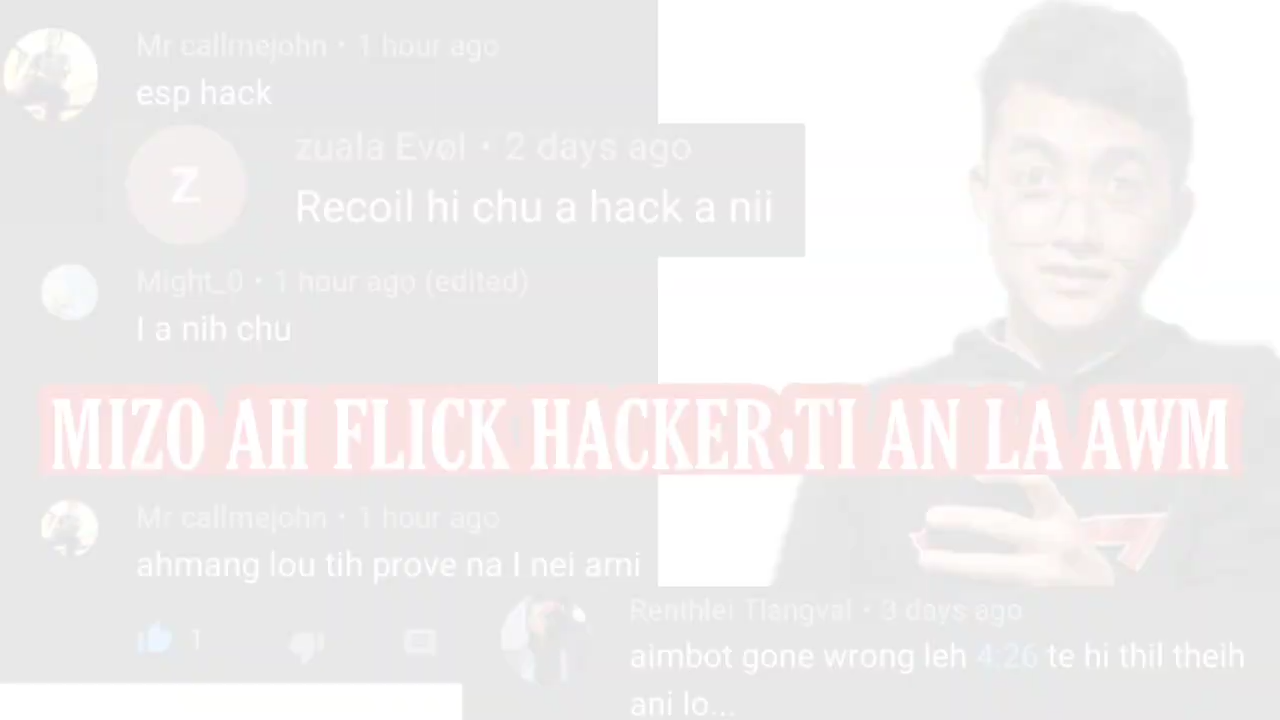 Mr callmejohn • 1 hour ago
esp hack
Z
zuala Evøl • 2 days ago
Recoil hi chu a hack a nii
Might_0 • 1 hour ago (edited)
I a nih chu
MIZO AH FLICK HACKER TI AN LA AWM
Mr callmejohn • 1 hour ago
ahmang lou tih prove na I nei ami
1
Renthlei Tlangval • 3 days ago
aimbot gone wrong leh 4:26 te hi thil theih
ani lo...